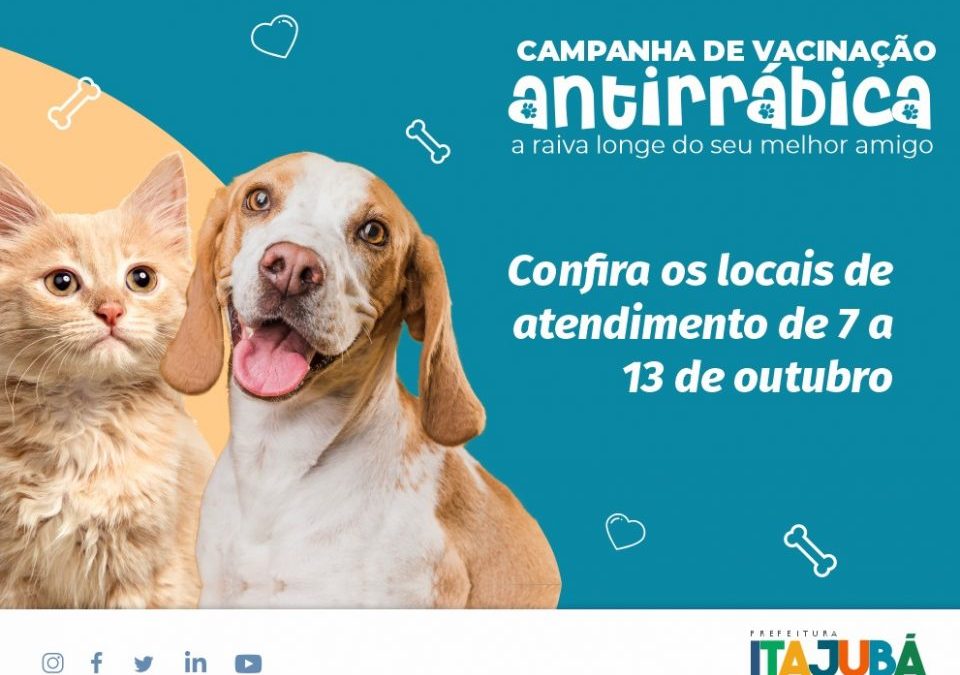 CAMPANHA DE VACINAÇÃO
antirrábica
a raiva longe do seu melhor amigo
Confira os locais de
atendimento de 7 a
13 de outubro
PREFEITURA
ITAJUBÁ